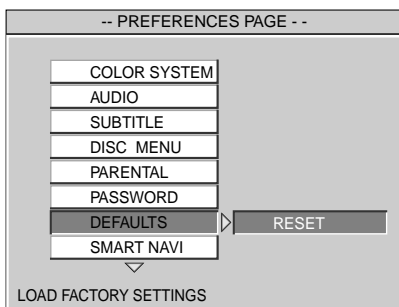 -- PREFERENCES PAGE - -
COLOR SYSTEM
AUDIO
SUBTITLE
DISC MENU
PARENTAL
PASSWORD
DEFAULTS RESET
SMART NAVI
LOAD FACTORY SETTINGS